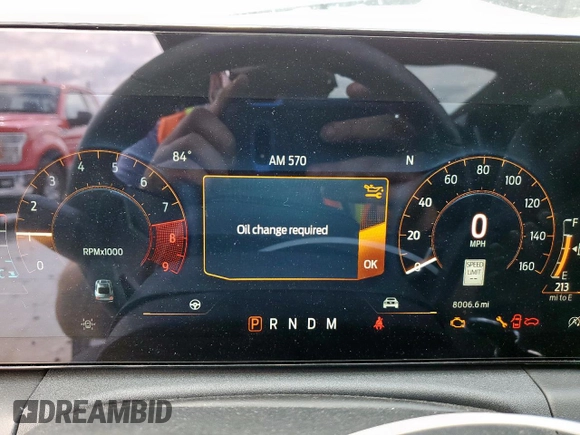 84° AM 570 N
Oil change required
OK
0 1 2 3 4 5 6 7 8 9
RPMx1000
0 20 40 60 80 100 120 140 160
0
MPH
SPEED
LIMIT
F
E
213
mi to E
8006.6 mi
P R N D M
C
DREAMBID